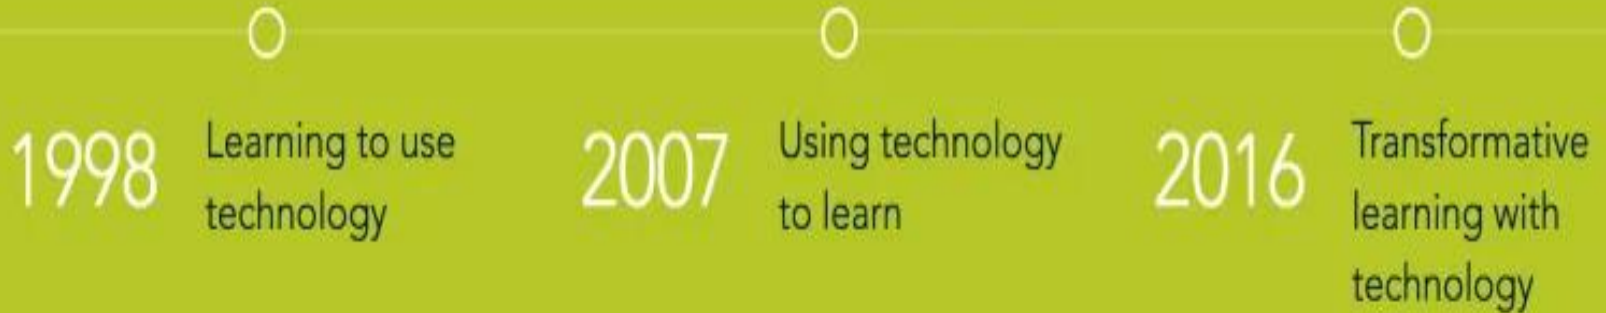 1998
Learning to use
technology
2007
Using technology
to learn
2016
Transformative
learning with
technology